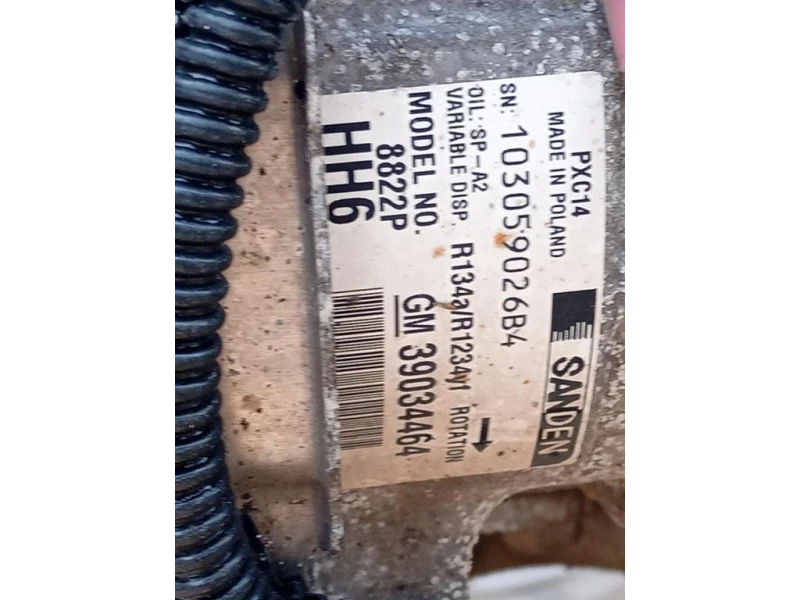 PXC14
MADE IN POLAND
SANDEN
SN: 103059026B4
OIL: SP-A2
VARIABLE DISP. R134a/R1234yf ROTATION
MODEL NO.
8822P
HH6
GM 39034464